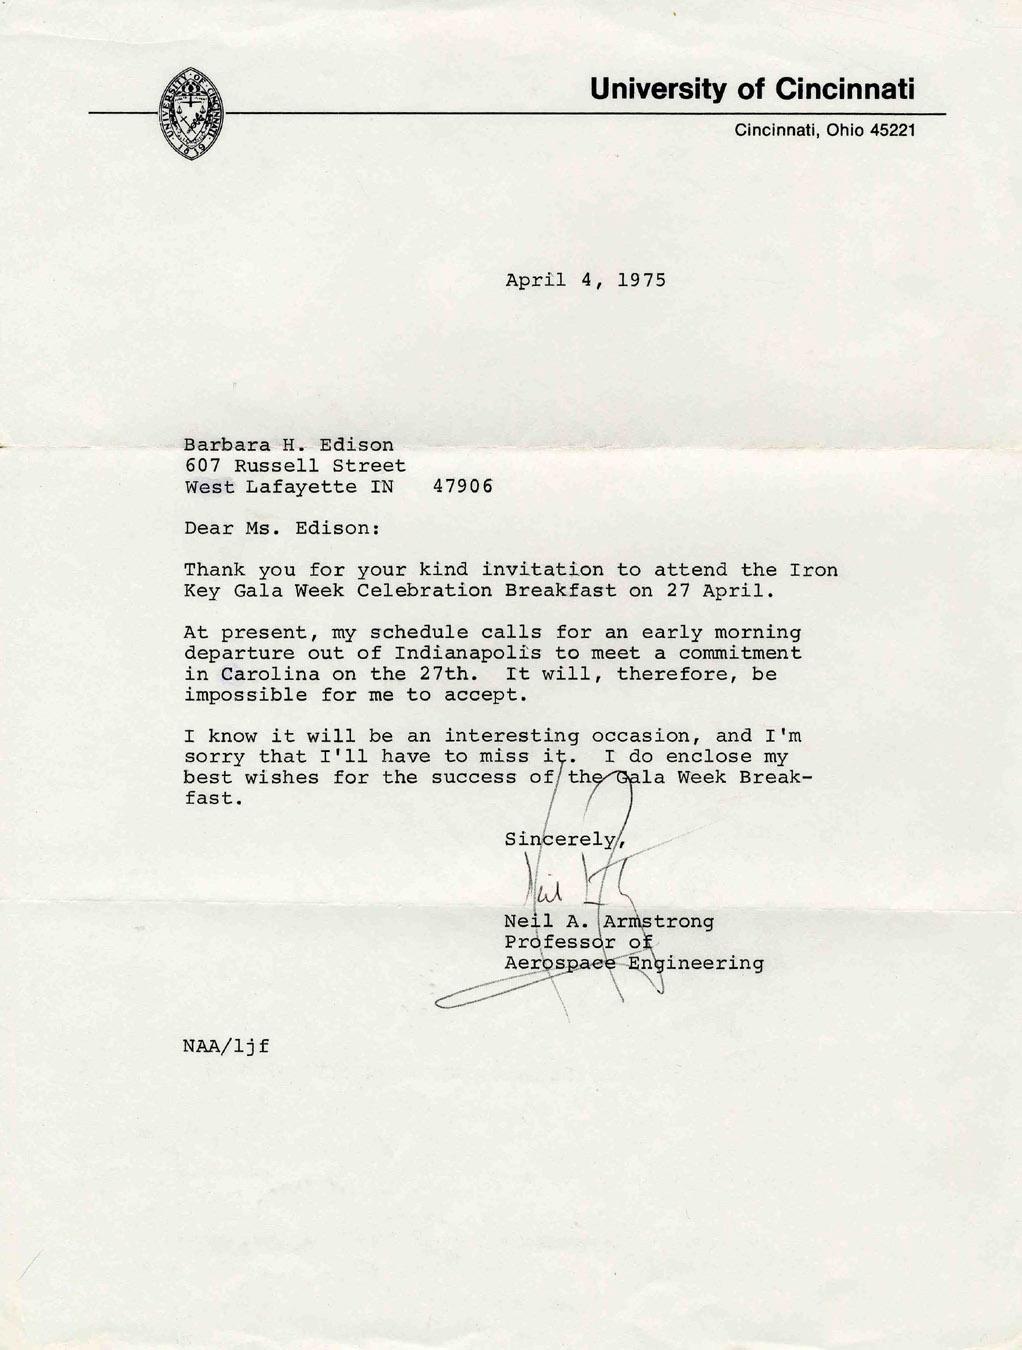 University of Cincinnati
UNIVERSITY OF CINCINNATI
Cincinnati, Ohio 45221
April 4, 1975
Barbara H. Edison
607 Russell Street
West Lafayette IN 47906
Dear Ms. Edison:
Thank you for your kind invitation to attend the Iron
Key Gala Week Celebration Breakfast on 27 April.
At present, my schedule calls for an early morning
departure out of Indianapolis to meet a commitment
in Carolina on the 27th. It will, therefore, be
impossible for me to accept.
I know it will be an interesting occasion, and I'm
sorry that I'll have to miss it. I do enclose my
best wishes for the success of the Gala Week Break-
fast.
Sincerely,
Neil
Neil A. Armstrong
Professor of
Aerospace Engineering
NAA/ljf